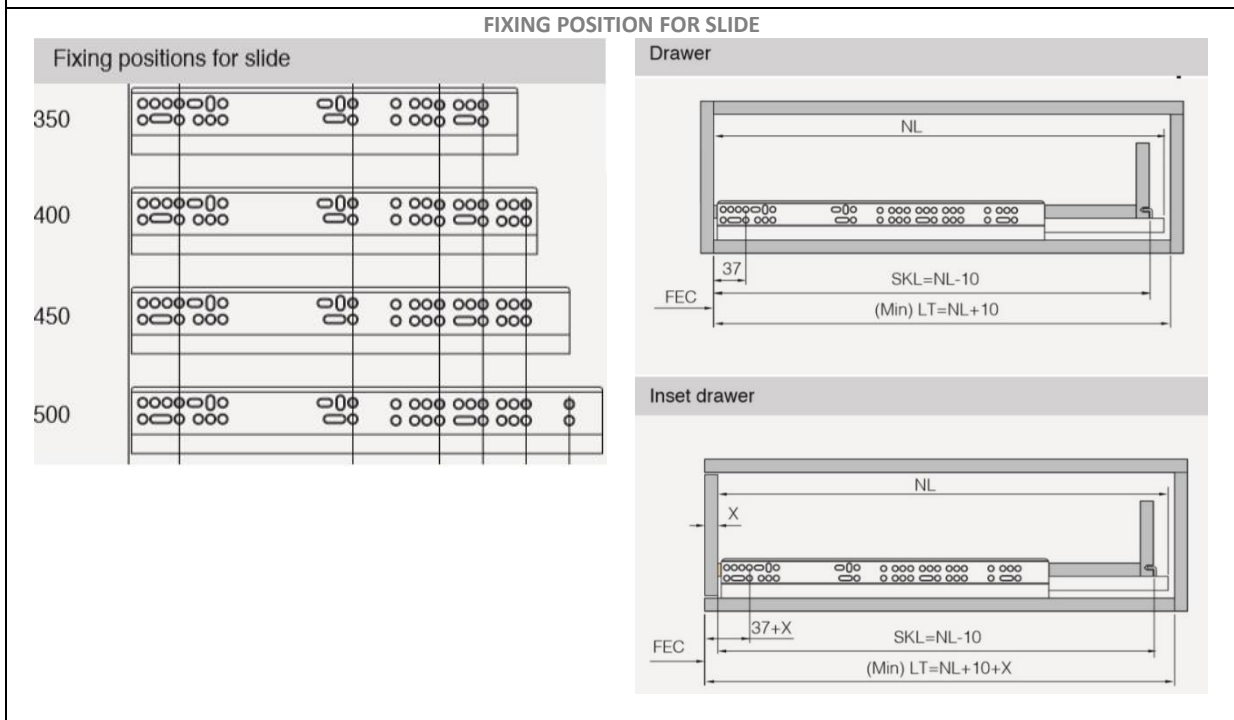 FIXING POSITION FOR SLIDE
Fixing positions for slide
350
400
450
500
Drawer
NL
37
SKL=NL-10
FEC
(Min) LT=NL+10
Inset drawer
NL
X
37+X
SKL=NL-10
FEC
(Min) LT=NL+10+X